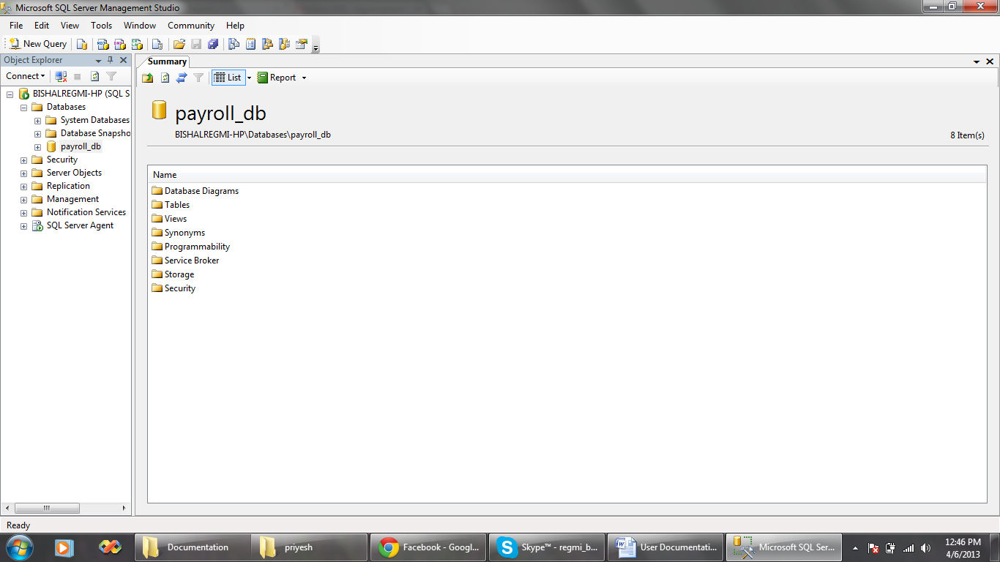 Microsoft SQL Server Management Studio
File Edit View Tools Window Community Help
New Query
Object Explorer
Connect
BISHALREGMI-HP (SQL S
Databases
System Databases
Database Snapsho
payroll_db
Security
Server Objects
Replication
Management
Notification Services
SQL Server Agent
Summary
List Report
payroll_db
BISHALREGMI-HP\Databases\payroll_db 8 Item(s)
Name
Database Diagrams
Tables
Views
Synonyms
Programmability
Service Broker
Storage
Security
Ready
Documentation priyesh Facebook - Googl... Skype™ - regmi_b... User Documentati... Microsoft SQL Ser... 12:46 PM
4/6/2013